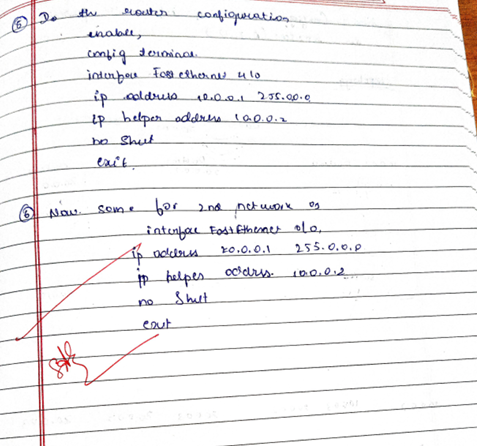 ⑤ Do the router configuration
enable,
config terminal
interface Fastethernet 4/0
ip address 10.0.0.1 255.0.0.0
ip helper address 10.0.0.2
no Shut
exit.
⑥ Now same for 2nd network as
interface FastEthernet 0/0,
ip address 20.0.0.1 255.0.0.0
ip helper address 10.0.0.2
no Shut
exit